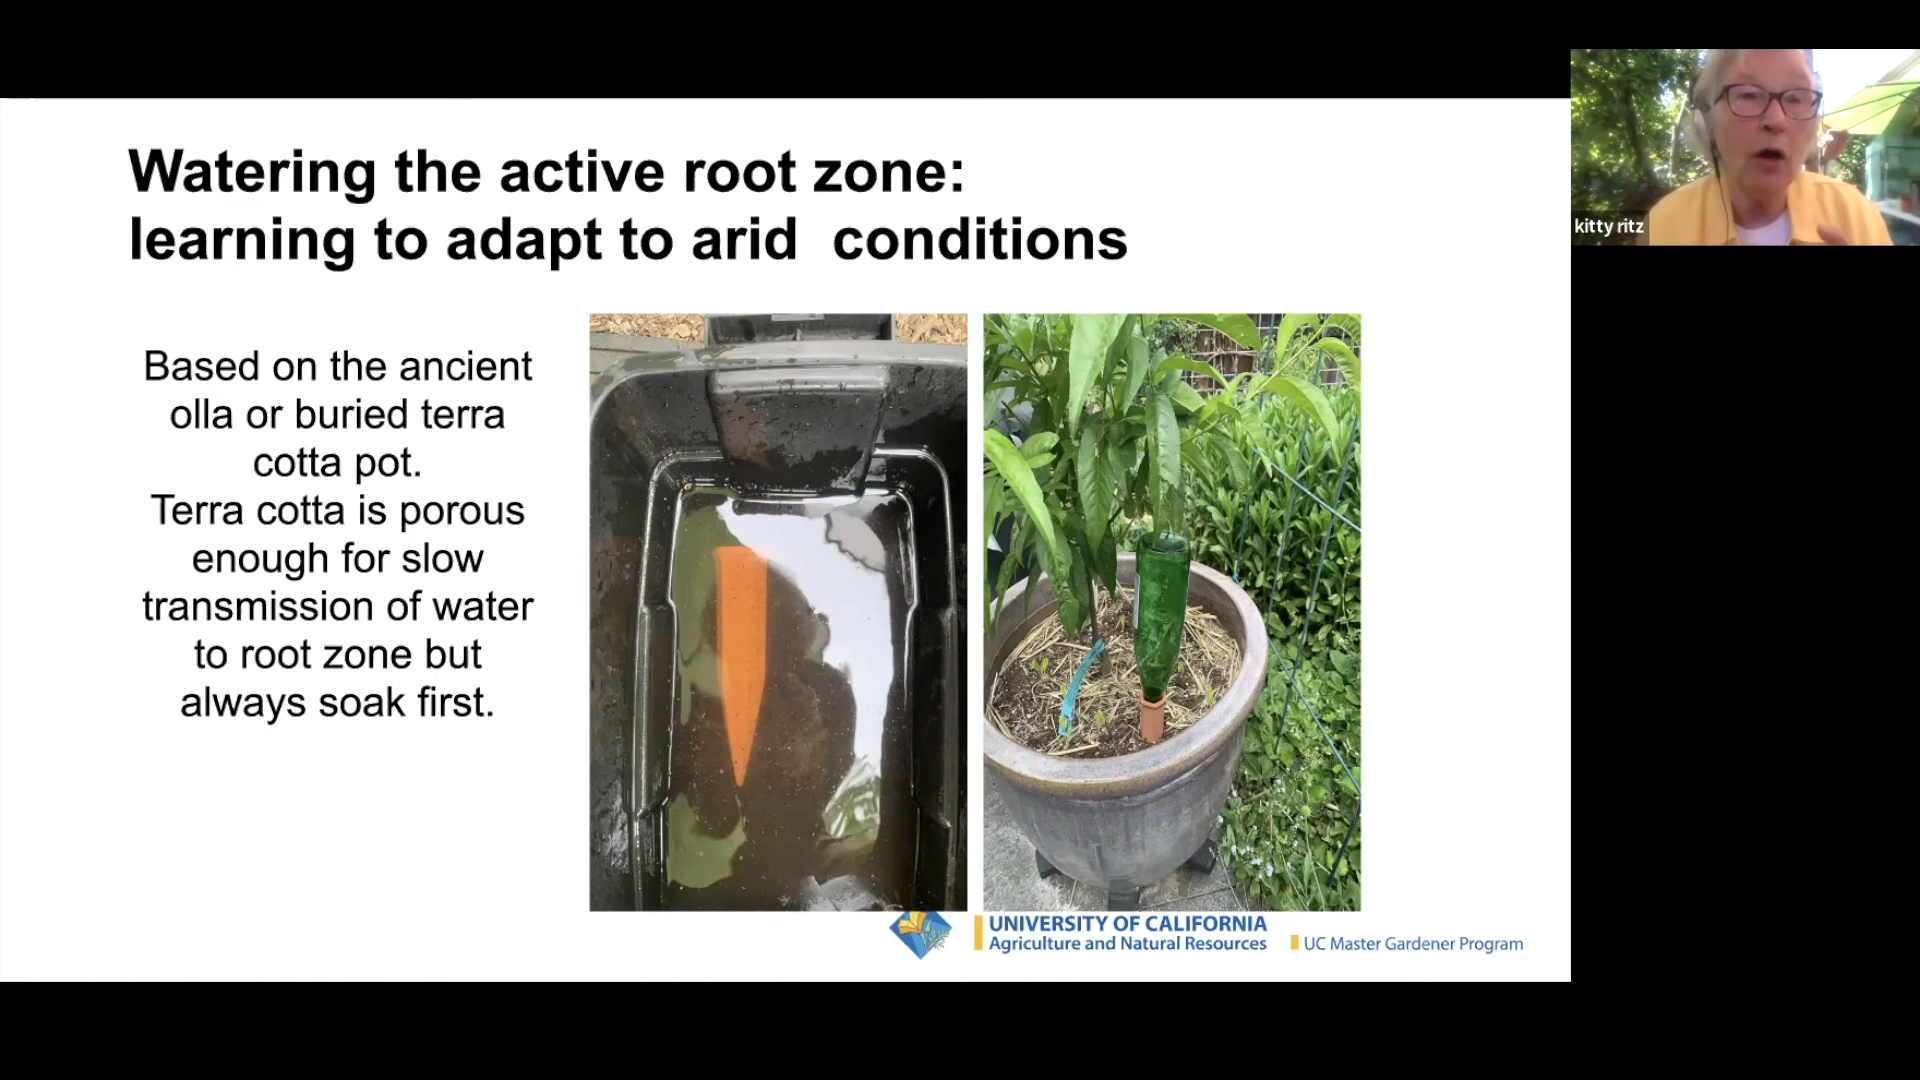 Watering the active root zone:
learning to adapt to arid  conditions
Based on the ancient
olla or buried terra
cotta pot.
Terra cotta is porous
enough for slow
transmission of water
to root zone but
always soak first.
UNIVERSITY OF CALIFORNIA
Agriculture and Natural Resources
UC Master Gardener Program
kitty ritz